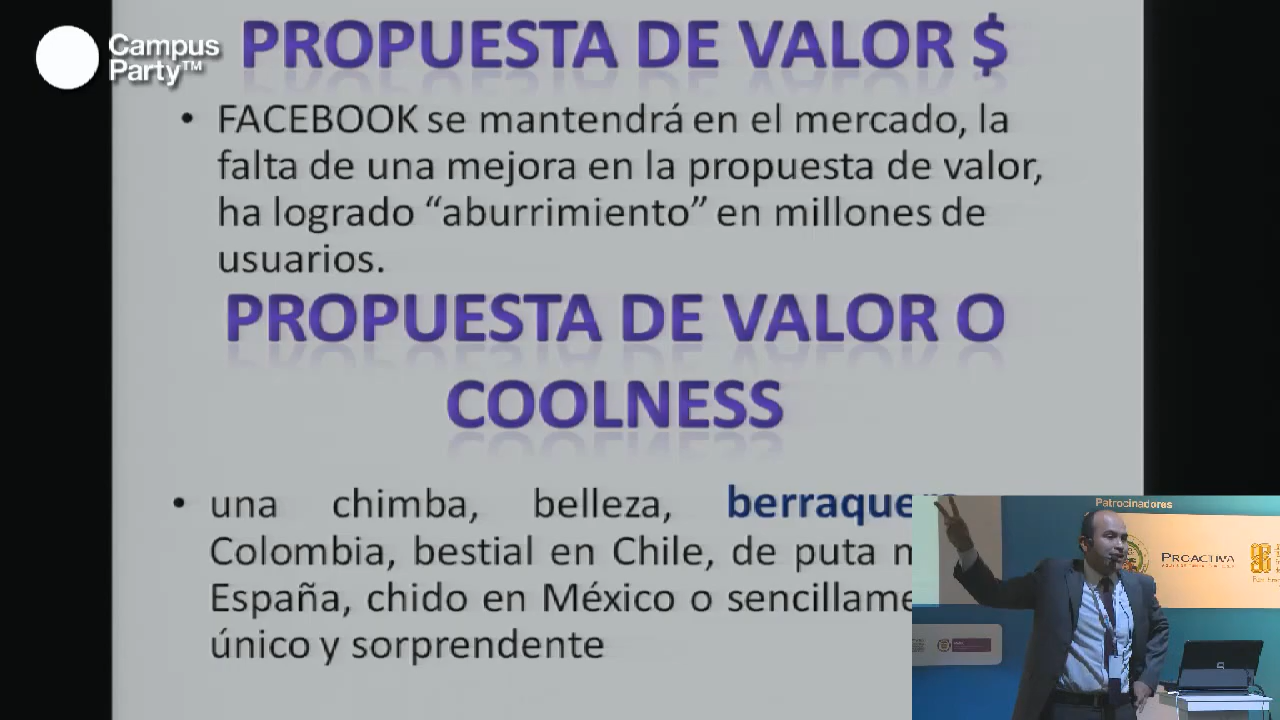 Campus
Party™
PROPUESTA DE VALOR $
• FACEBOOK se mantendrá en el mercado, la
falta de una mejora en la propuesta de valor,
ha logrado “aburrimiento” en millones de
usuarios.
PROPUESTA DE VALOR O
COOLNESS
• una chimba, belleza,
Colombia, bestial en Chile, de puta
España, chido en México o
único y sorprendente
Patrocinadores
PROACTIVA